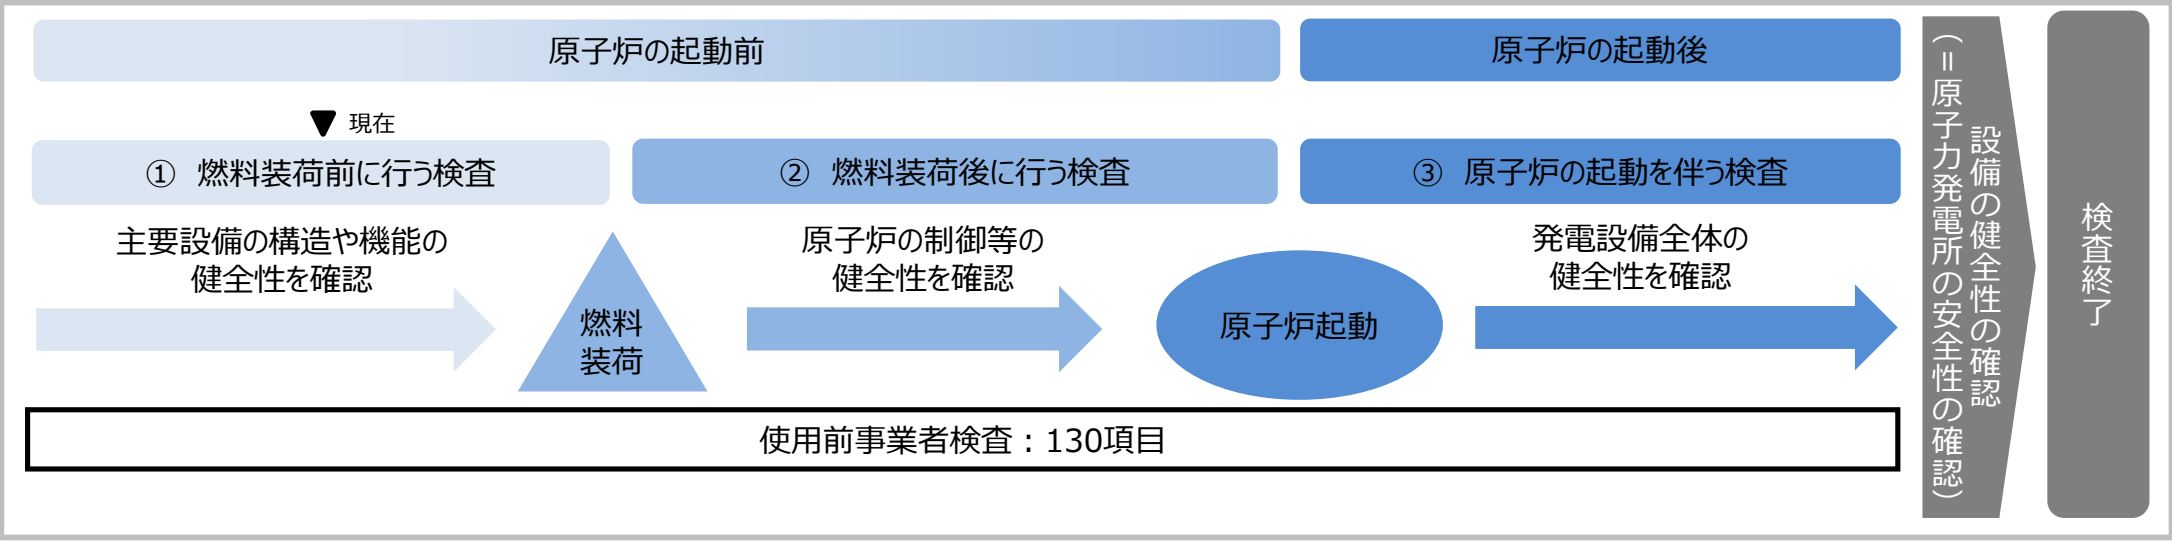 原子炉の起動前
原子炉の起動後
現在
① 燃料装荷前に行う検査
② 燃料装荷後に行う検査
③ 原子炉の起動を伴う検査
主要設備の構造や機能の
健全性を確認
燃料
装荷
原子炉の制御等の
健全性を確認
原子炉起動
発電設備全体の
健全性を確認
使用前事業者検査：130項目
設備の健全性の確認
（＝原子力発電所の安全性の確認）
検査終了